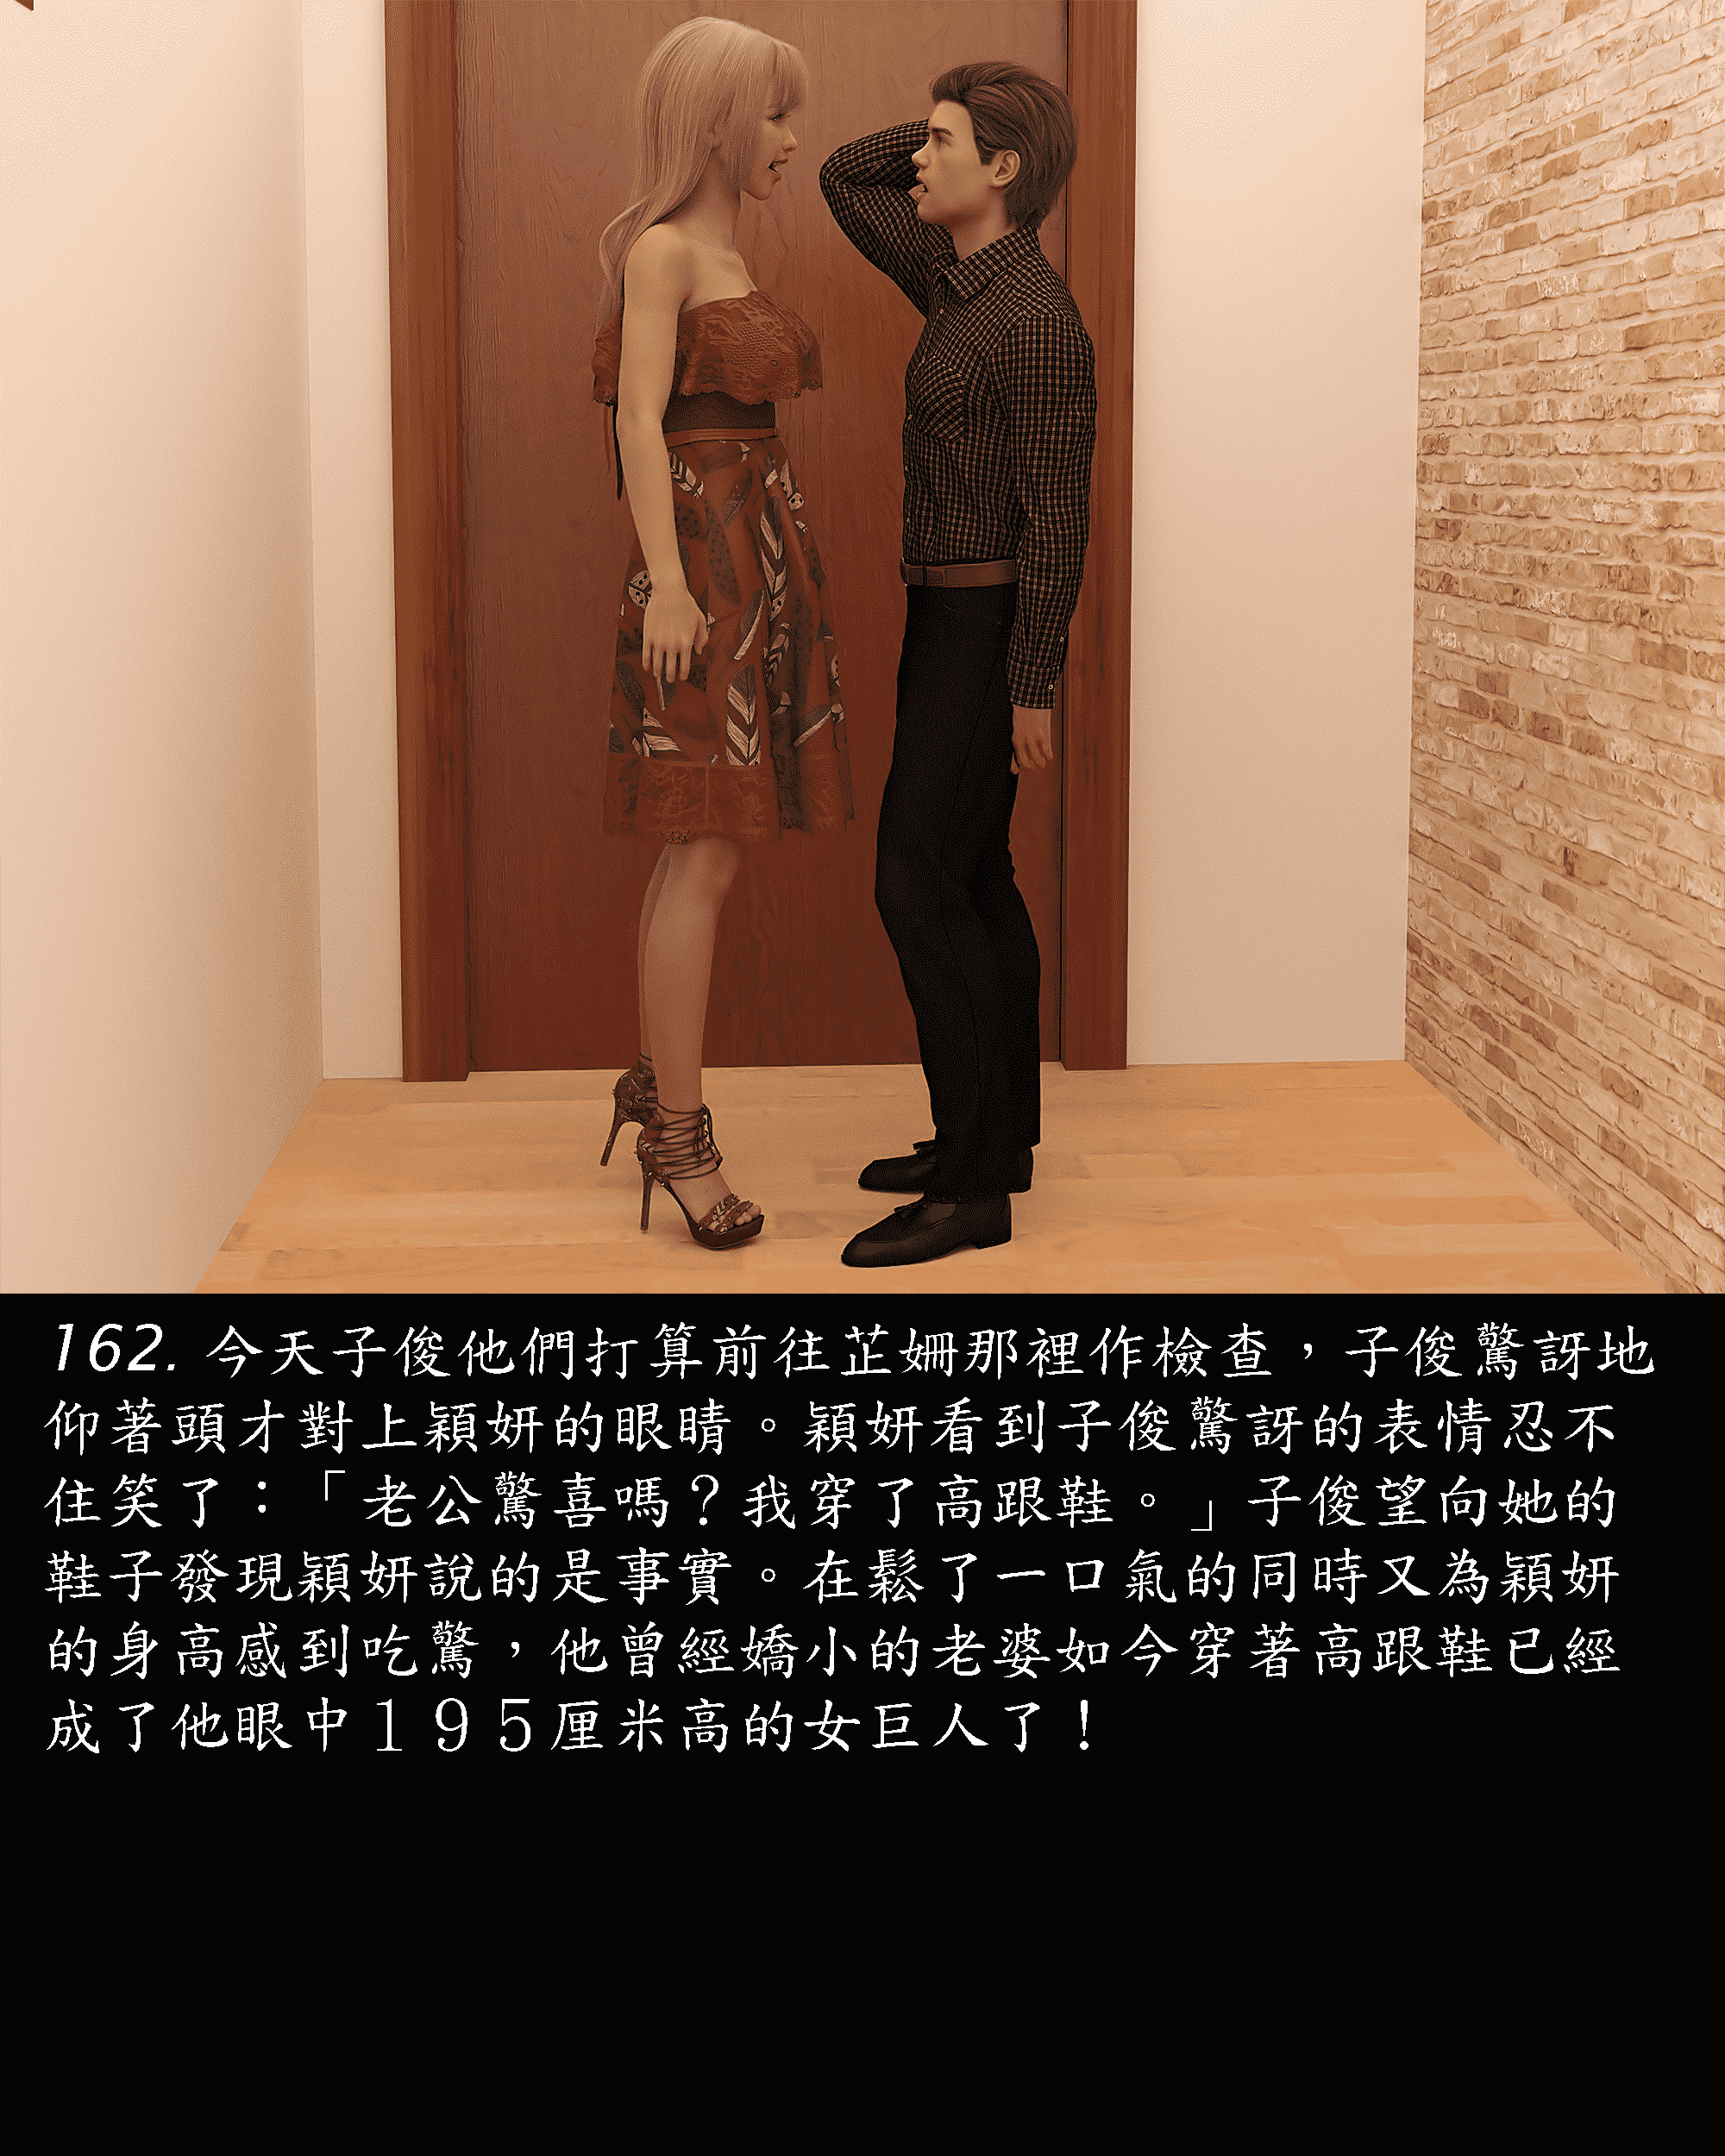 162. 今天子俊他們打算前往芷姍那裡作檢查，子俊驚訝地
仰著頭才對上穎妍的眼睛。穎妍看到子俊驚訝的表情忍不
住笑了：「老公驚喜嗎？我穿了高跟鞋。」子俊望向她的
鞋子發現穎妍說的是事實。在鬆了一口氣的同時又為穎妍
的身高感到吃驚，他曾經嬌小的老婆如今穿著高跟鞋已經
成了他眼中１９５厘米高的女巨人了！